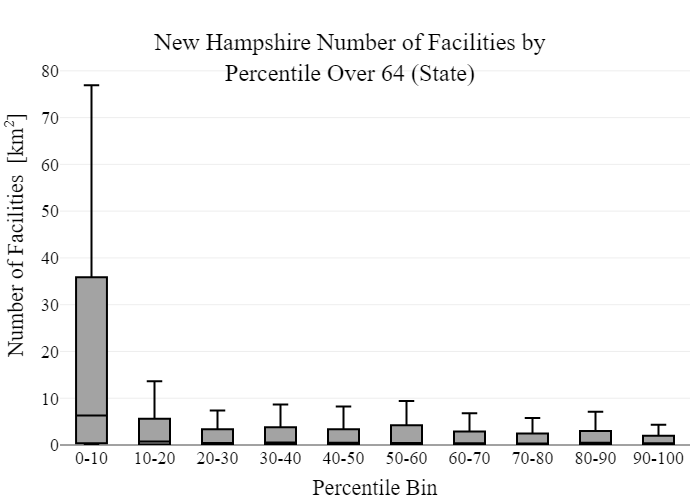 New Hampshire Number of Facilities by
Percentile Over 64 (State)
Number of Facilities [km²]
80
70
60
50
40
30
20
10
0
0-10 10-20 20-30 30-40 40-50 50-60 60-70 70-80 80-90 90-100
Percentile Bin